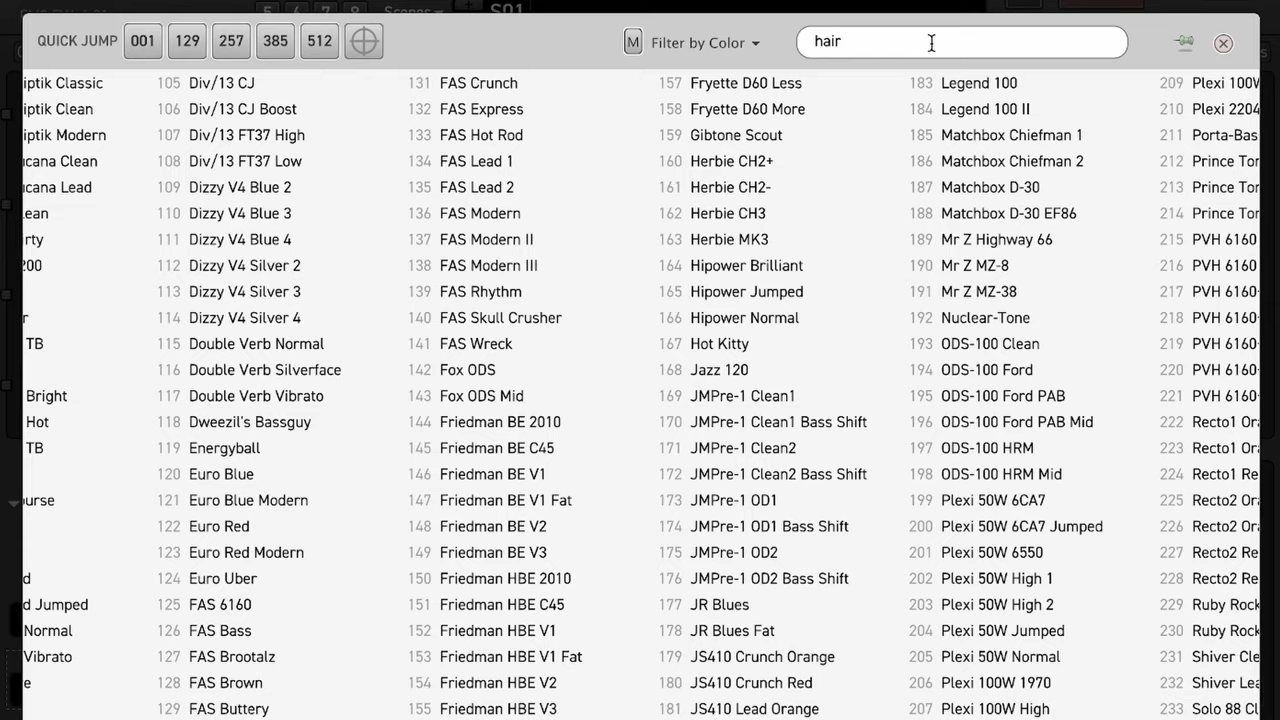 Scenes
S01
QUICK JUMP 001 129 257 385 512
M Filter by Color
hair
iptik Classic
iptik Clean
iptik Modern
ucana Clean
ucana Lead
ean
rty
200
r
TB
Bright
Hot
TB
ourse
d
d Jumped
Normal
Vibrato
e
105 Div/13 CJ
106 Div/13 CJ Boost
107 Div/13 FT37 High
108 Div/13 FT37 Low
109 Dizzy V4 Blue 2
110 Dizzy V4 Blue 3
111 Dizzy V4 Blue 4
112 Dizzy V4 Silver 2
113 Dizzy V4 Silver 3
114 Dizzy V4 Silver 4
115 Double Verb Normal
116 Double Verb Silverface
117 Double Verb Vibrato
118 Dweezil's Bassguy
119 Energyball
120 Euro Blue
121 Euro Blue Modern
122 Euro Red
123 Euro Red Modern
124 Euro Uber
125 FAS 6160
126 FAS Bass
127 FAS Brootalz
128 FAS Brown
129 FAS Buttery
131 FAS Crunch
132 FAS Express
133 FAS Hot Rod
134 FAS Lead 1
135 FAS Lead 2
136 FAS Modern
137 FAS Modern II
138 FAS Modern III
139 FAS Rhythm
140 FAS Skull Crusher
141 FAS Wreck
142 Fox ODS
143 Fox ODS Mid
144 Friedman BE 2010
145 Friedman BE C45
146 Friedman BE V1
147 Friedman BE V1 Fat
148 Friedman BE V2
149 Friedman BE V3
150 Friedman HBE 2010
151 Friedman HBE C45
152 Friedman HBE V1
153 Friedman HBE V1 Fat
154 Friedman HBE V2
155 Friedman HBE V3
157 Fryette D60 Less
158 Fryette D60 More
159 Gibtone Scout
160 Herbie CH2+
161 Herbie CH2-
162 Herbie CH3
163 Herbie MK3
164 Hipower Brilliant
165 Hipower Jumped
166 Hipower Normal
167 Hot Kitty
168 Jazz 120
169 JMPre-1 Clean1
170 JMPre-1 Clean1 Bass Shift
171 JMPre-1 Clean2
172 JMPre-1 Clean2 Bass Shift
173 JMPre-1 OD1
174 JMPre-1 OD1 Bass Shift
175 JMPre-1 OD2
176 JMPre-1 OD2 Bass Shift
177 JR Blues
178 JR Blues Fat
179 JS410 Crunch Orange
180 JS410 Crunch Red
181 JS410 Lead Orange
183 Legend 100
184 Legend 100 II
185 Matchbox Chiefman 1
186 Matchbox Chiefman 2
187 Matchbox D-30
188 Matchbox D-30 EF86
189 Mr Z Highway 66
190 Mr Z MZ-8
191 Mr Z MZ-38
192 Nuclear-Tone
193 ODS-100 Clean
194 ODS-100 Ford
195 ODS-100 Ford PAB
196 ODS-100 Ford PAB Mid
197 ODS-100 HRM
198 ODS-100 HRM Mid
199 Plexi 50W 6CA7
200 Plexi 50W 6CA7 Jumped
201 Plexi 50W 6550
202 Plexi 50W High 1
203 Plexi 50W High 2
204 Plexi 50W Jumped
205 Plexi 50W Normal
206 Plexi 100W 1970
207 Plexi 100W High
209 Plexi 100W
210 Plexi 2204
211 Porta-Bas
212 Prince Ton
213 Prince Ton
214 Prince Ton
215 PVH 6160
216 PVH 6160
217 PVH 6160-
218 PVH 6160-
219 PVH 6160-
220 PVH 6160-
221 PVH 6160-
222 Recto1 Ora
223 Recto1 Ora
224 Recto1 Re
225 Recto2 Ora
226 Recto2 Ora
227 Recto2 Re
228 Recto2 Re
229 Ruby Rock
230 Ruby Rock
231 Shiver Cle
232 Shiver Lea
233 Solo 88 Cl